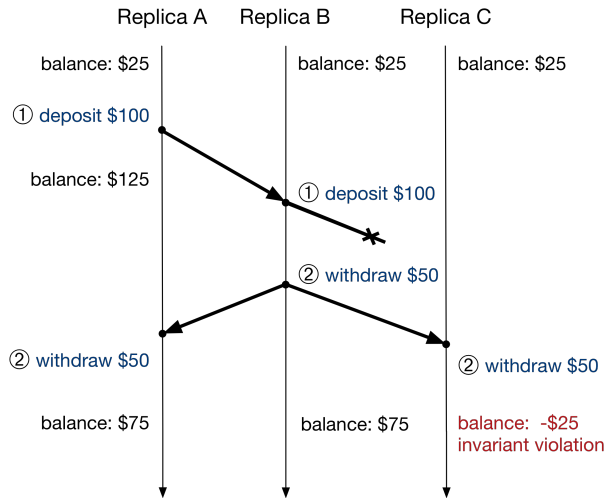 Replica A Replica B Replica C
balance: $25 balance: $25 balance: $25
① deposit $100
balance: $125
① deposit $100
② withdraw $50
② withdraw $50
② withdraw $50
balance: $75 balance: $75 balance: -$25
invariant violation